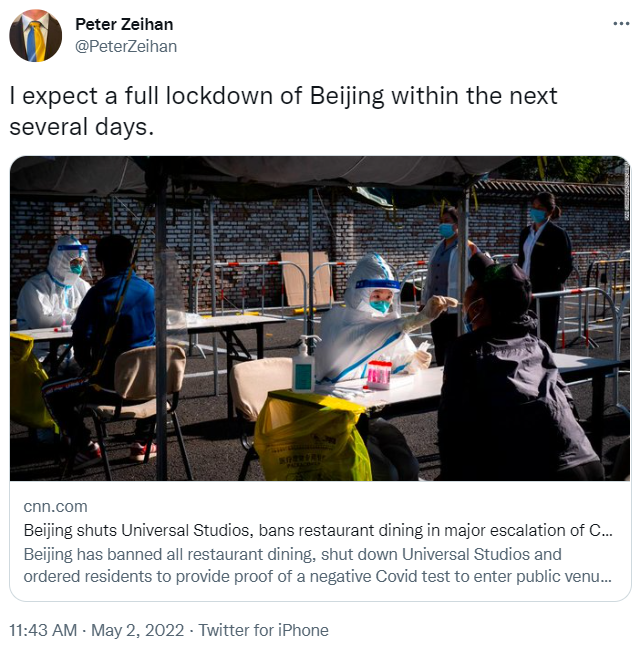 Peter Zeihan
@PeterZeihan
I expect a full lockdown of Beijing within the next
several days.
cnn.com
Beijing shuts Universal Studios, bans restaurant dining in major escalation of C...
Beijing has banned all restaurant dining, shut down Universal Studios and
ordered residents to provide proof of a negative Covid test to enter public venu...
11:43 AM · May 2, 2022 · Twitter for iPhone